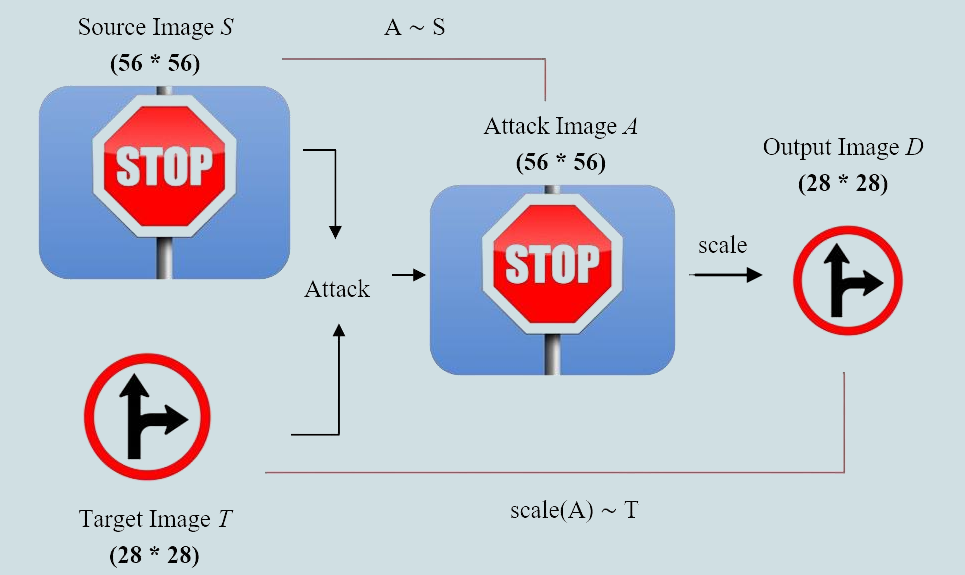 Source Image S
(56 * 56)
A ~ S
STOP
Attack Image A
(56 * 56)
STOP
Output Image D
(28 * 28)
scale
Attack
Target Image T
(28 * 28)
scale(A) ~ T